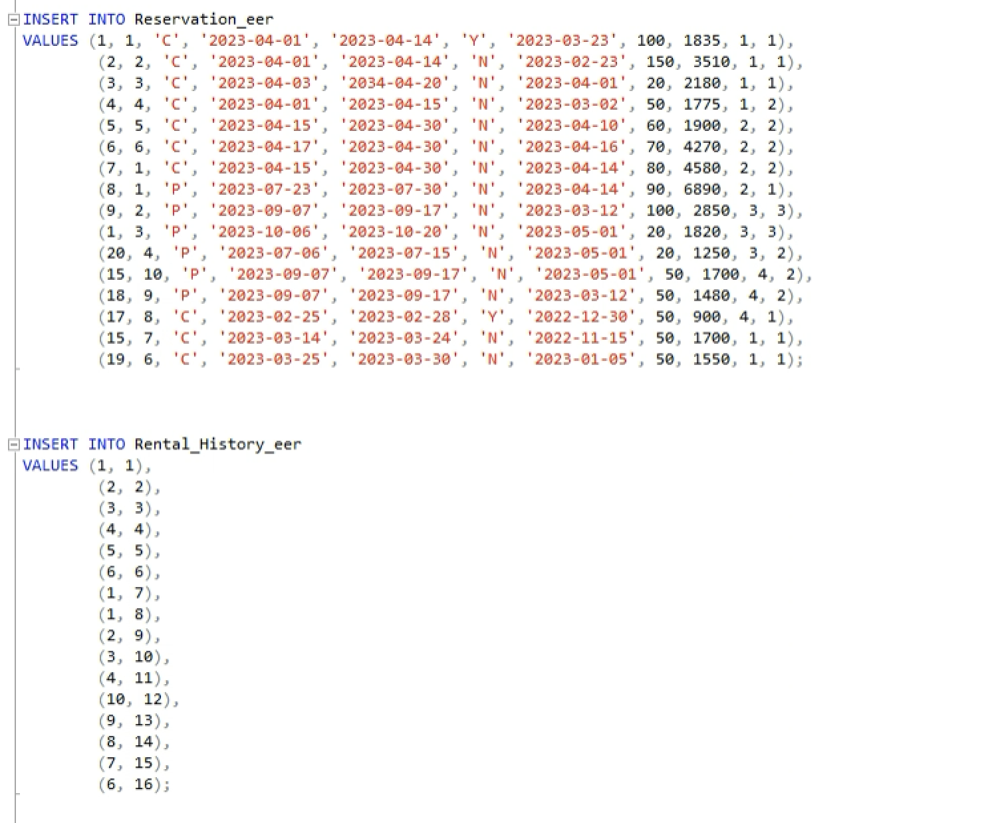 INSERT INTO Reservation_eer
VALUES (1, 1, 'C', '2023-04-01', '2023-04-14', 'Y', '2023-03-23', 100, 1835, 1, 1),
(2, 2, 'C', '2023-04-01', '2023-04-14', 'N', '2023-02-23', 150, 3510, 1, 1),
(3, 3, 'C', '2023-04-03', '2034-04-20', 'N', '2023-04-01', 20, 2180, 1, 1),
(4, 4, 'C', '2023-04-01', '2023-04-15', 'N', '2023-03-02', 50, 1775, 1, 2),
(5, 5, 'C', '2023-04-15', '2023-04-30', 'N', '2023-04-10', 60, 1900, 2, 2),
(6, 6, 'C', '2023-04-17', '2023-04-30', 'N', '2023-04-16', 70, 4270, 2, 2),
(7, 1, 'C', '2023-04-15', '2023-04-30', 'N', '2023-04-14', 80, 4580, 2, 2),
(8, 1, 'P', '2023-07-23', '2023-07-30', 'N', '2023-04-14', 90, 6890, 2, 1),
(9, 2, 'P', '2023-09-07', '2023-09-17', 'N', '2023-03-12', 100, 2850, 3, 3),
(1, 3, 'P', '2023-10-06', '2023-10-20', 'N', '2023-05-01', 20, 1820, 3, 3),
(20, 4, 'P', '2023-07-06', '2023-07-15', 'N', '2023-05-01', 20, 1250, 3, 2),
(15, 10, 'P', '2023-09-07', '2023-09-17', 'N', '2023-05-01', 50, 1700, 4, 2),
(18, 9, 'P', '2023-09-07', '2023-09-17', 'N', '2023-03-12', 50, 1480, 4, 2),
(17, 8, 'C', '2023-02-25', '2023-02-28', 'Y', '2022-12-30', 50, 900, 4, 1),
(15, 7, 'C', '2023-03-14', '2023-03-24', 'N', '2022-11-15', 50, 1700, 1, 1),
(19, 6, 'C', '2023-03-25', '2023-03-30', 'N', '2023-01-05', 50, 1550, 1, 1);
INSERT INTO Rental_History_eer
VALUES (1, 1),
(2, 2),
(3, 3),
(4, 4),
(5, 5),
(6, 6),
(1, 7),
(1, 8),
(2, 9),
(3, 10),
(4, 11),
(10, 12),
(9, 13),
(8, 14),
(7, 15),
(6, 16);